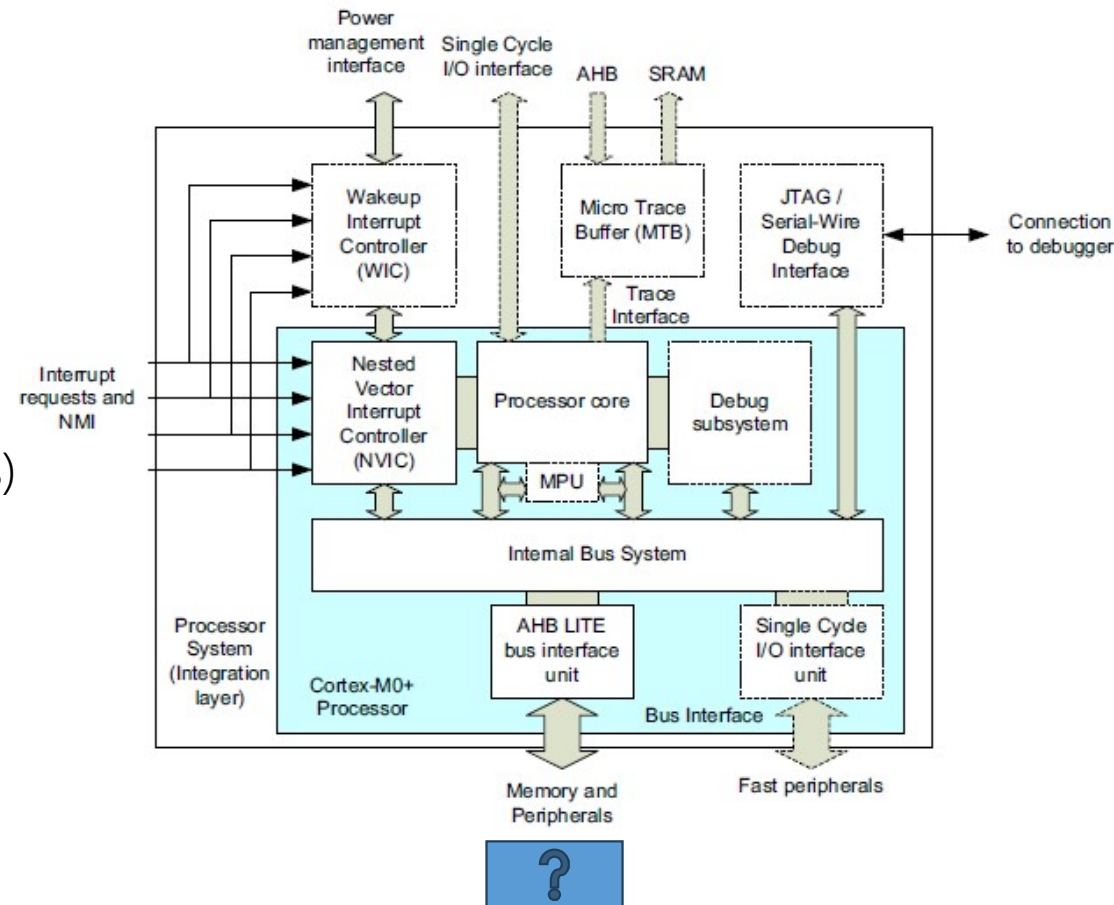 Power
management
interface
Single Cycle
I/O interface
AHB
SRAM
Wakeup
Interrupt
Controller
(WIC)
Micro Trace
Buffer (MTB)
JTAG /
Serial-Wire
Debug
Interface
Connection
to debugger
Trace
Interface
Interrupt
requests and
NMI
Nested
Vector
Interrupt
Controller
(NVIC)
Processor core
Debug
subsystem
MPU
)
Internal Bus System
Processor
System
(Integration
layer)
AHB LITE
bus interface
unit
Single Cycle
I/O interface
unit
Cortex-M0+
Processor
Bus Interface
Memory and
Peripherals
Fast peripherals
?